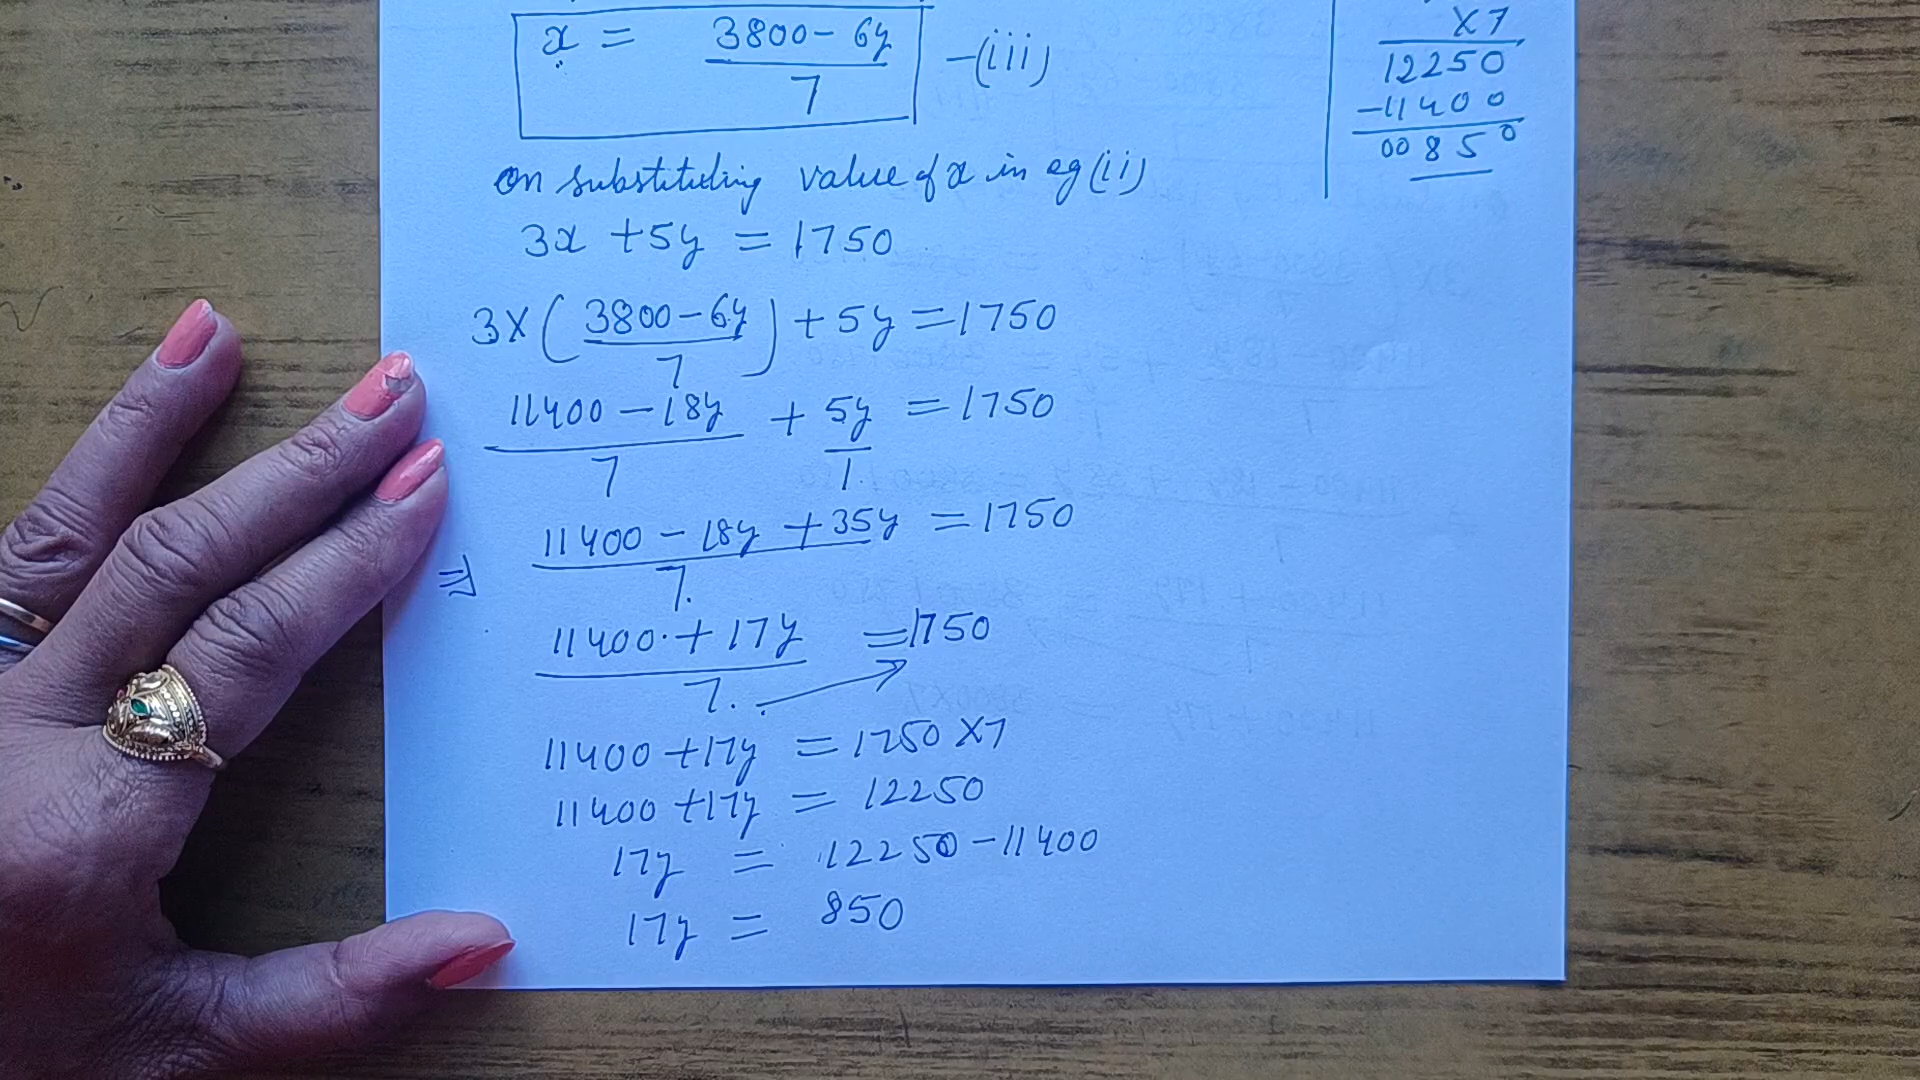 x = 3800 - 6y / 7 -(iii)
on substituting value of x in eq (ii)
3x + 5y = 1750
3 X ( 3800 - 6y / 7 ) + 5y = 1750
11400 - 18y / 7 + 5y / 1. = 1750
⇒ 11400 - 18y + 35y / 7. = 1750
11400. + 17y / 7. = 1750
11400 + 17y = 1750 X 7
11400 + 17y = 12250
17y = 12250 - 11400
17y = 850
X 7
12250
-11400
00850